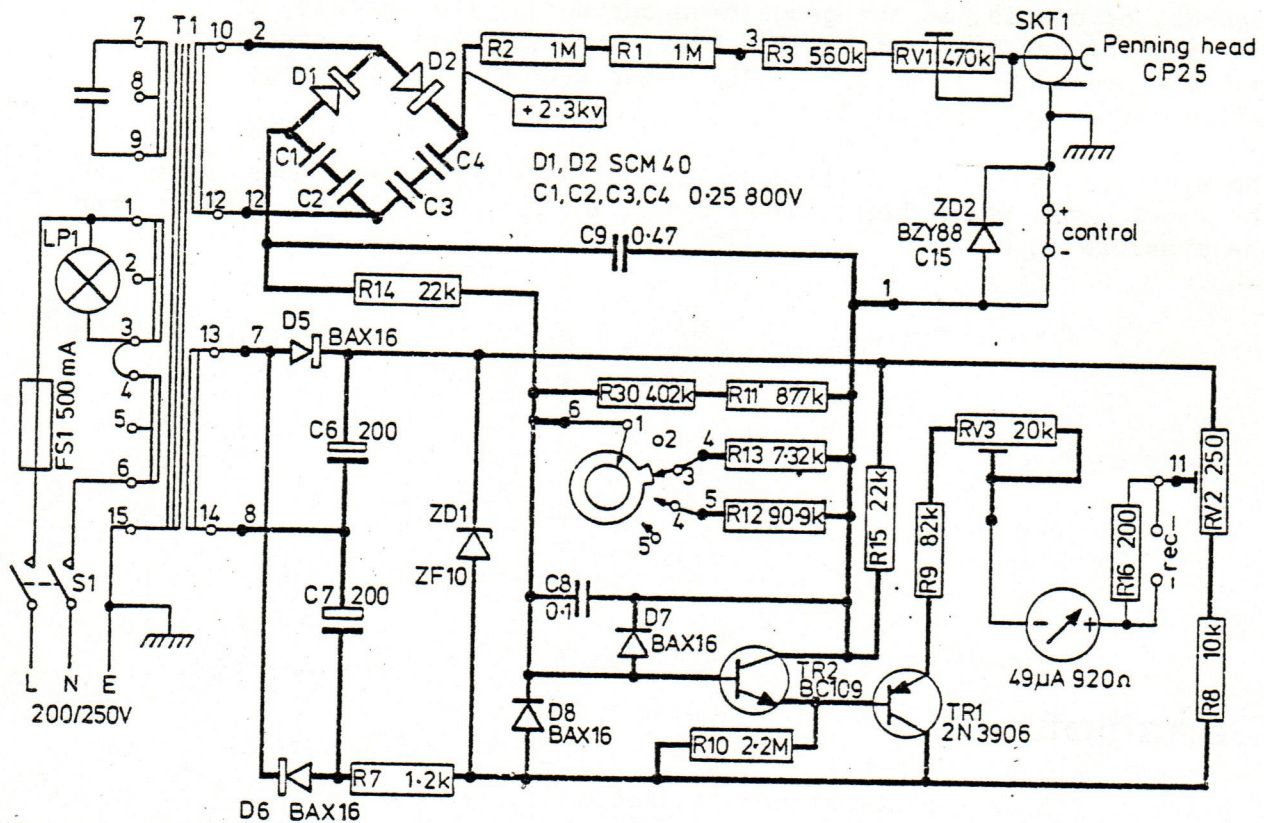 7 T1 10 2
8
9
12 12
D1
D2
C1
C2
C3
C4
R2 1M
R1 1M
3
R3 560k
RV1 470k
SKT1
Penning head
CP25
+2·3kv
D1, D2 SCM 40
C1,C2,C3,C4 0·25 800V
ZD2
BZY88
C15
+
control
-
1
LP1
1
2
3
4
5
6
FS1 500mA
C9 0·47
R14 22k
13 7
D5
BAX16
R30 402k
R11 877k
6
1
2
3
4
5
4
R13 7·32k
5
R12 90·9k
R15 22k
RV3 20k
R9 82k
11
RV2 250
R16 200
-rec-
- +
49µA 920Ω
R8 10k
C6 200
15
14 8
S1
C7 200
ZD1
ZF10
C8
0·1
D7
BAX16
TR2
BC109
D8
BAX16
TR1
2N3906
R10 2·2M
L N E
200/250V
R7 1·2k
D6 BAX16